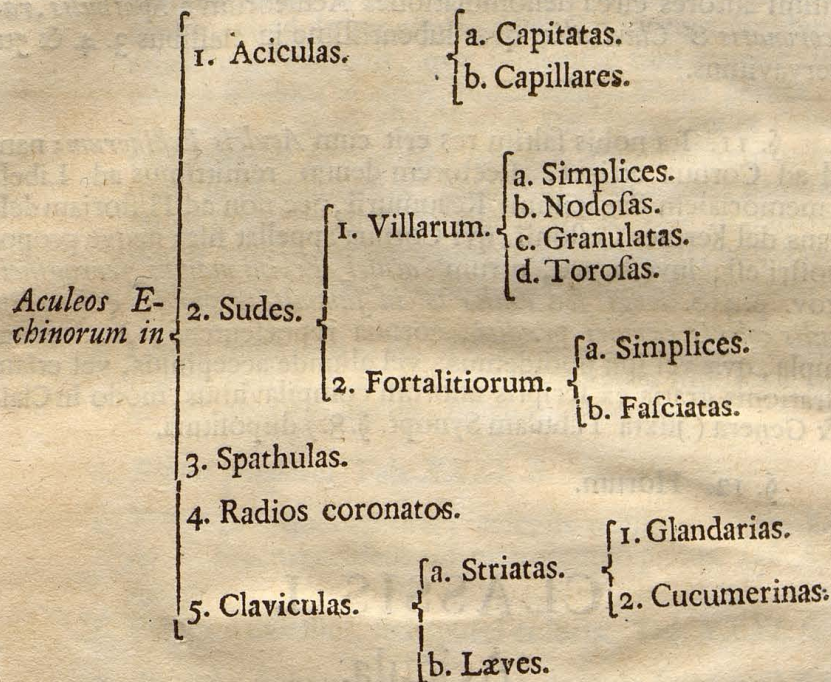 1. Aciculas.
a. Capitatas.
b. Capillares.
Aculeos E-
chinorum in
2. Sudes.
1. Villarum.
a. Simplices.
b. Nodoſas.
c. Granulatas.
d. Toroſas.
2. Fortalitiorum.
a. Simplices.
b. Faſciatas.
3. Spathulas.
4. Radios coronatos.
5. Claviculas.
a. Striatas.
1. Glandarias.
2. Cucumerinas.
b. Læves.